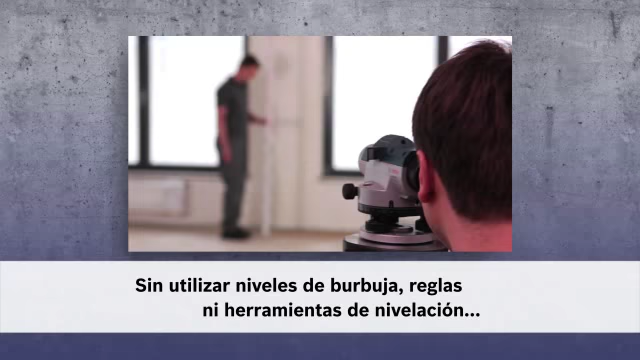 Sin utilizar niveles de burbuja, reglas
ni herramientas de nivelación...